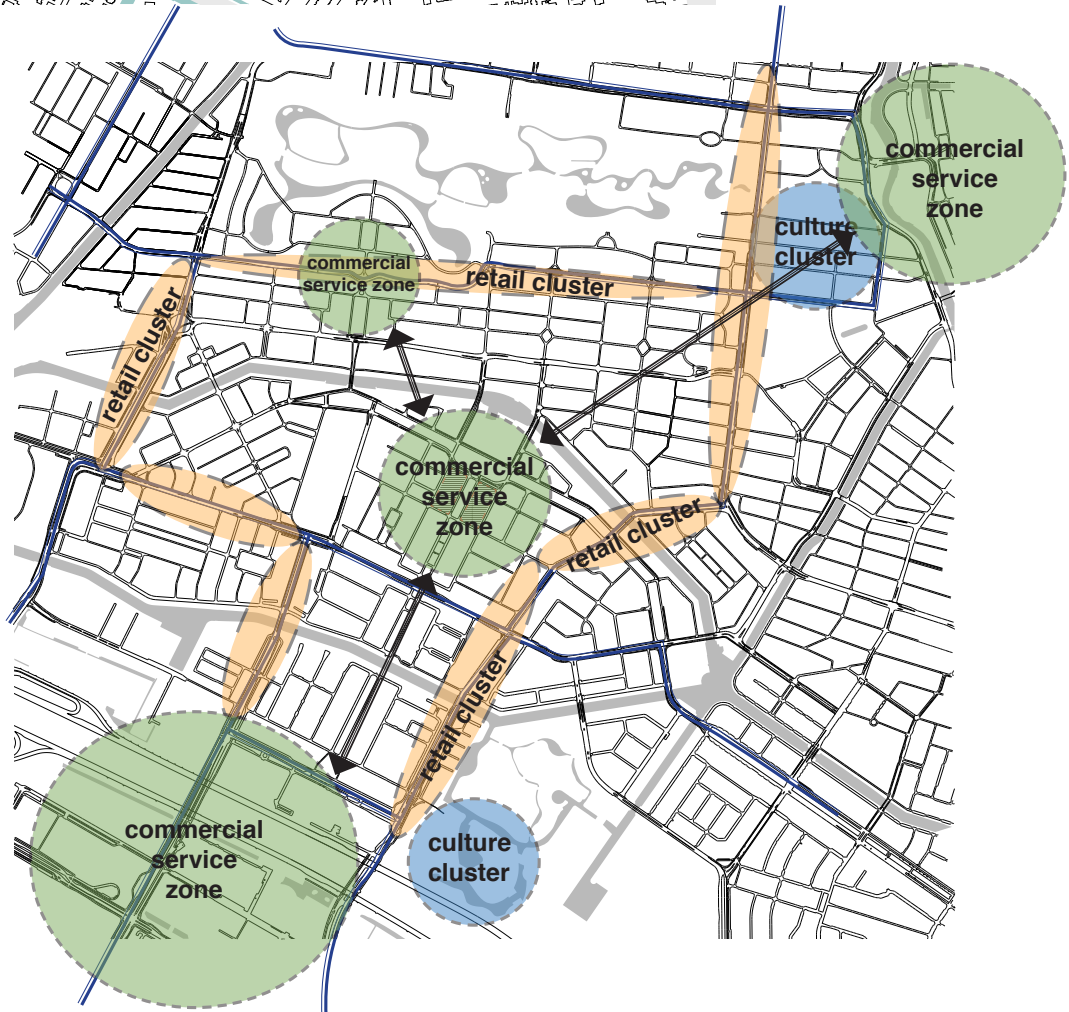 commercial
service
zone
culture
cluster
commercial
service zone
retail cluster
retail cluster
commercial
service
zone
retail cluster
retail cluster
commercial
service
zone
culture
cluster